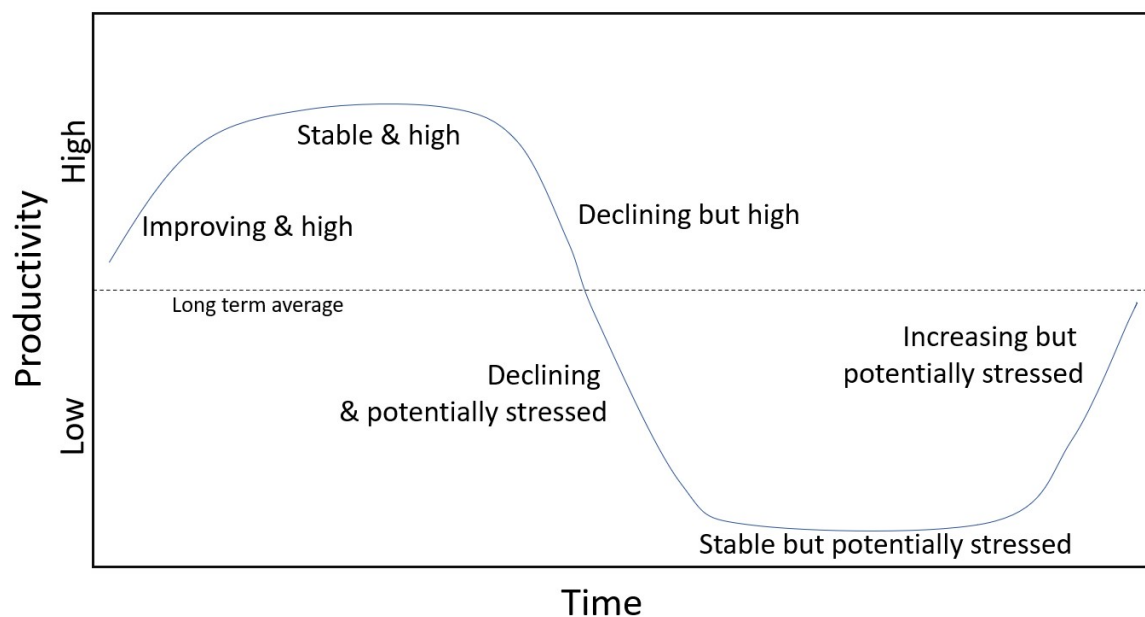 High
Stable & high
Improving & high
Declining but high
Productivity
Long term average
Increasing but
potentially stressed
Declining
& potentially stressed
Low
Stable but potentially stressed
Time